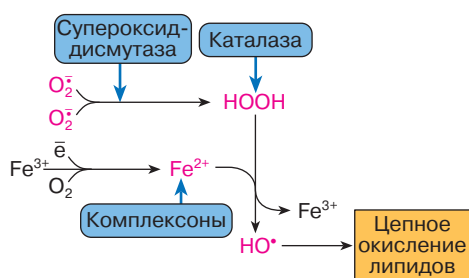 Супероксид-
дисмутаза
Каталаза
O₂•̄
O₂•̄
HOOH
Fe³⁺
ē
O₂
Fe²⁺
Fe³⁺
Комплексоны
HO•
Цепное
окисление
липидов